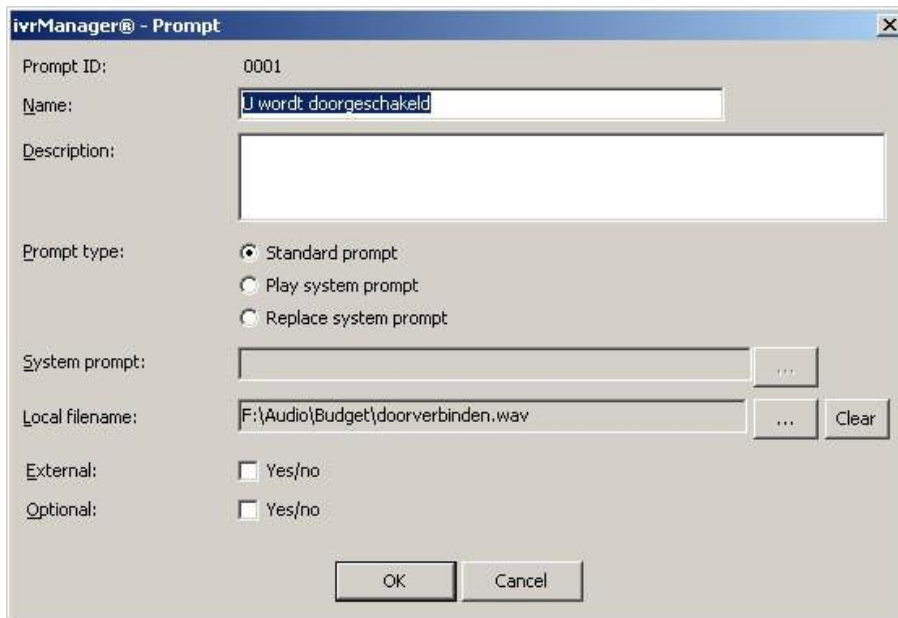 ivrManager® - Prompt
Prompt ID: 0001
Name: U wordt doorgeschakeld
Description:
Prompt type: Standard prompt
Play system prompt
Replace system prompt
System prompt: ...
Local filename: F:\Audio\Budget\doorverbinden.wav ... Clear
External: Yes/no
Optional: Yes/no
OK Cancel